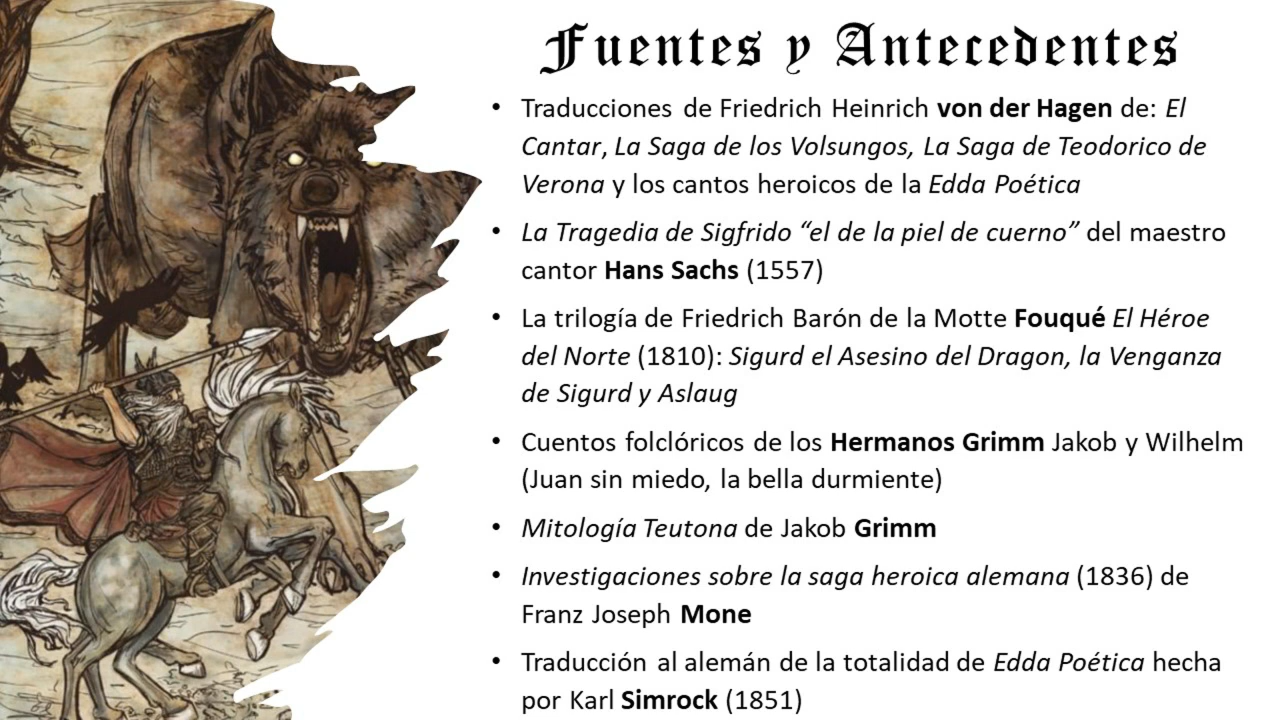 Fuentes y Antecedentes
• Traducciones de Friedrich Heinrich von der Hagen de: El
Cantar, La Saga de los Volsungos, La Saga de Teodorico de
Verona y los cantos heroicos de la Edda Poética
• La Tragedia de Sigfrido “el de la piel de cuerno” del maestro
cantor Hans Sachs (1557)
• La trilogía de Friedrich Barón de la Motte Fouqué El Héroe
del Norte (1810): Sigurd el Asesino del Dragon, la Venganza
de Sigurd y Aslaug
• Cuentos folclóricos de los Hermanos Grimm Jakob y Wilhelm
(Juan sin miedo, la bella durmiente)
• Mitología Teutona de Jakob Grimm
• Investigaciones sobre la saga heroica alemana (1836) de
Franz Joseph Mone
• Traducción al alemán de la totalidad de Edda Poética hecha
por Karl Simrock (1851)